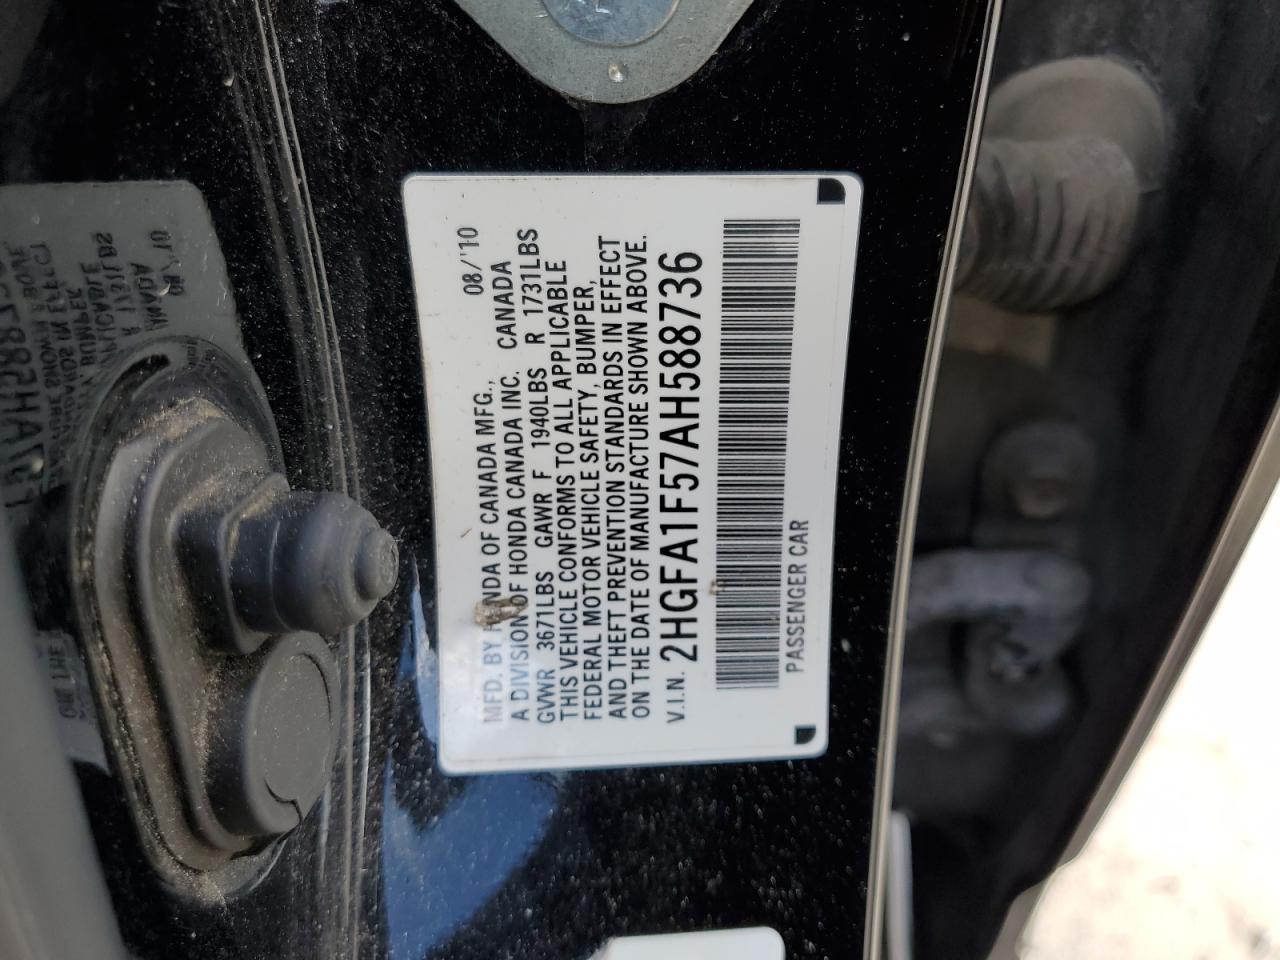 08/'10
MFD. BY HONDA OF CANADA MFG.,
A DIVISION OF HONDA CANADA INC. CANADA
GVWR 3671LBS GAWR F 1940LBS R 1731LBS
THIS VEHICLE CONFORMS TO ALL APPLICABLE
FEDERAL MOTOR VEHICLE SAFETY, BUMPER,
AND THEFT PREVENTION STANDARDS IN EFFECT
ON THE DATE OF MANUFACTURE SHOWN ABOVE.
V.I.N. 2HGFA1F57AH588736
PASSENGER CAR